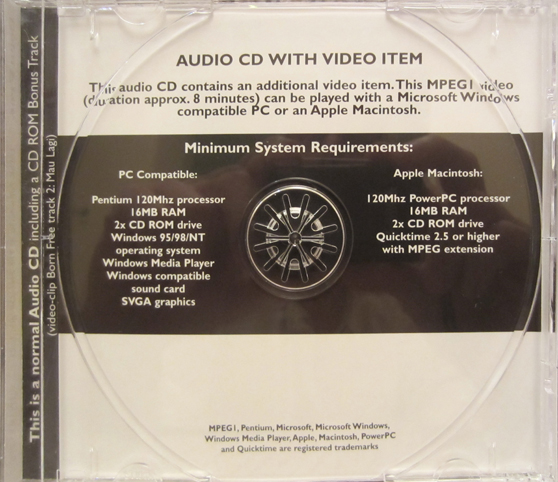 This is a normal Audio CD including a CD ROM Bonus Track
(video-clip Born Free track 2: Mau Lagi)
AUDIO CD WITH VIDEO ITEM
This audio CD contains an additional video item. This MPEG1 video
(duration approx. 8 minutes) can be played with a Microsoft Windows
compatible PC or an Apple Macintosh.
Minimum System Requirements:
PC Compatible:
Pentium 120Mhz processor
16MB RAM
2x CD ROM drive
Windows 95/98/NT
operating system
Windows Media Player
Windows compatible
sound card
SVGA graphics
Apple Macintosh:
120Mhz PowerPC processor
16MB RAM
2x CD ROM drive
Quicktime 2.5 or higher
with MPEG extension
MPEG1, Pentium, Microsoft, Microsoft Windows,
Windows Media Player, Apple, Macintosh, PowerPC
and Quicktime are registered trademarks